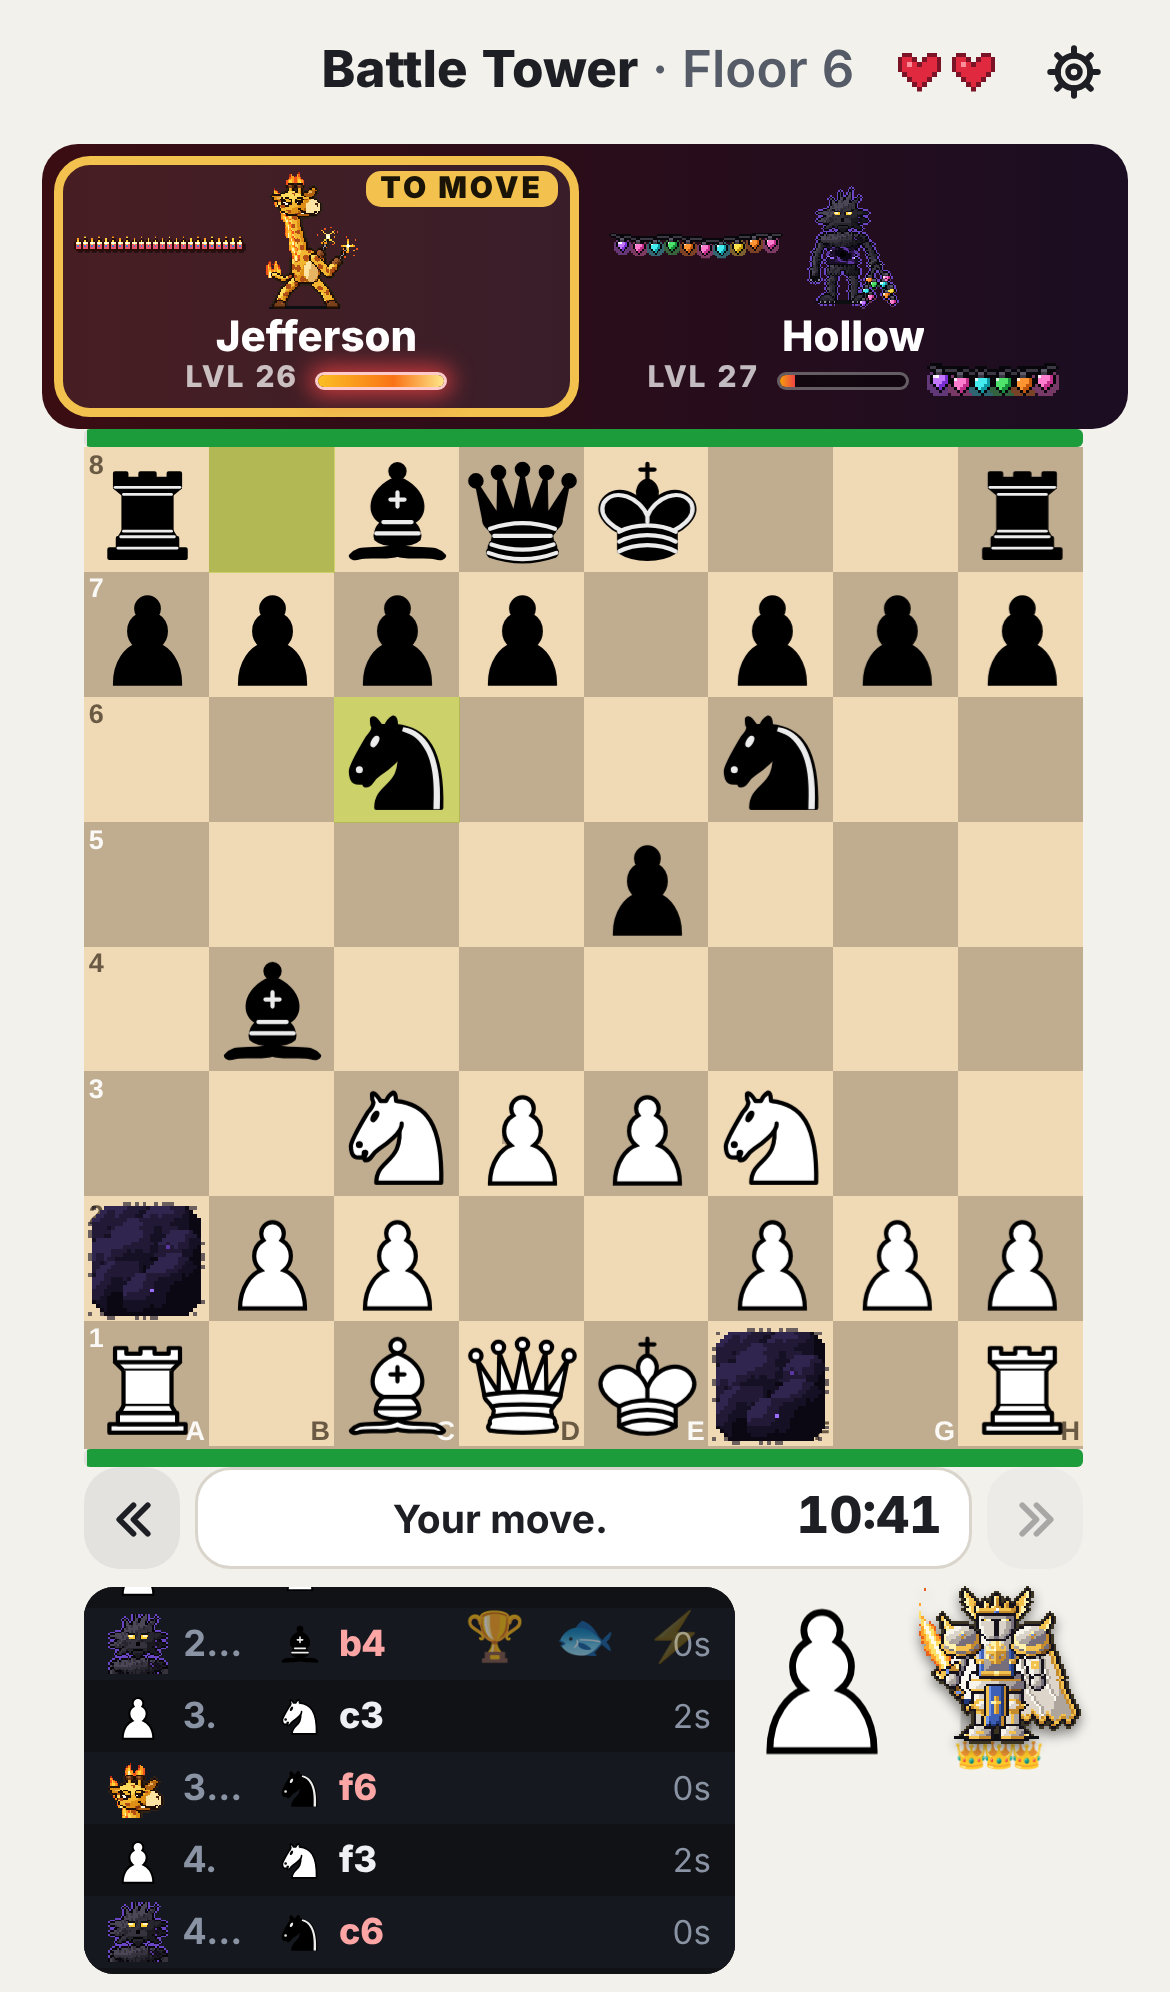 Battle Tower · Floor 6
TO MOVE
Jefferson
LVL 26
Hollow
LVL 27
8
7
6
5
4
3
1
A B C D E G H
Your move. 10:41
2... b4 0s
3. c3 2s
3... f6 0s
4. f3 2s
4... c6 0s